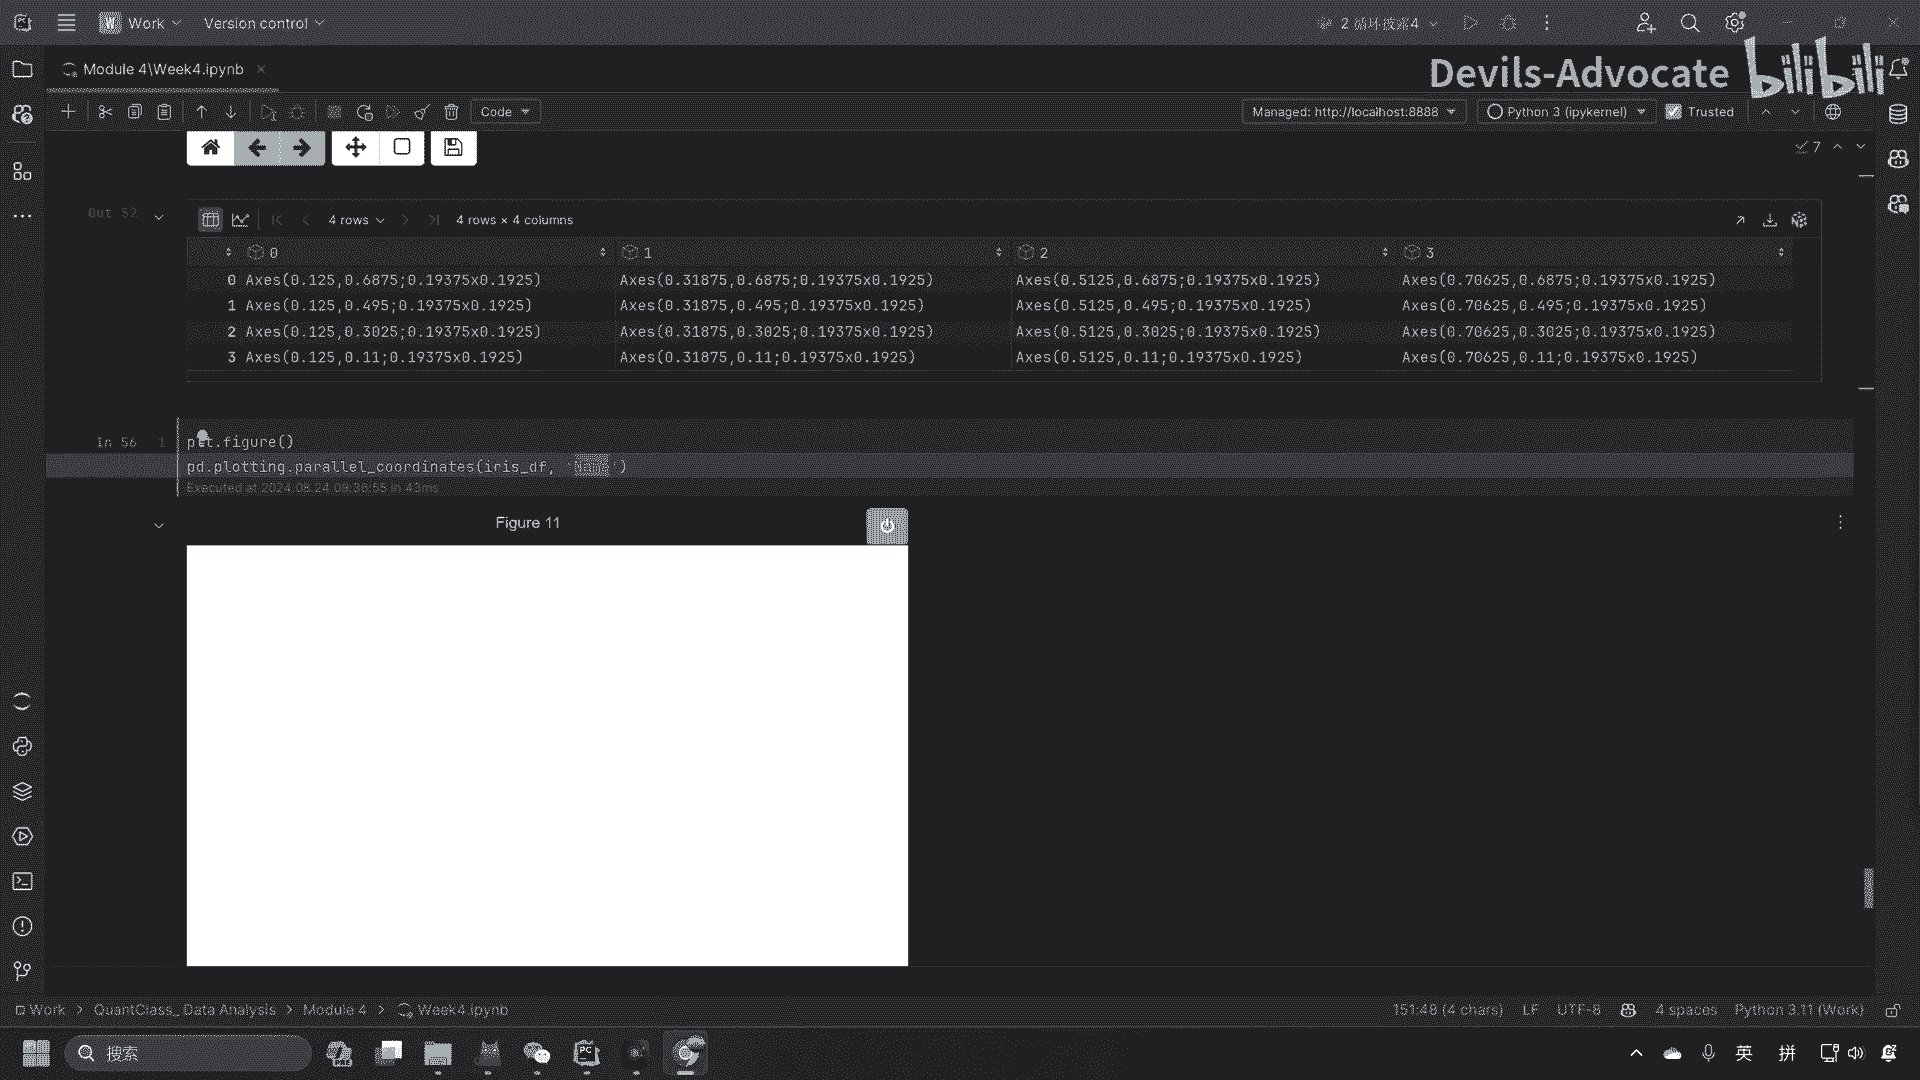 Work
Version control
2 循环披露4
Module 4\Week4.ipynb
Devils-Advocate
bilibili
Code
Managed: http://localhost:8888
Python 3 (ipykernel)
Trusted
7
Out 52
4 rows
4 rows × 4 columns
0 1 2 3
0 Axes(0.125,0.6875;0.19375x0.1925) Axes(0.31875,0.6875;0.19375x0.1925) Axes(0.5125,0.6875;0.19375x0.1925) Axes(0.70625,0.6875;0.19375x0.1925)
1 Axes(0.125,0.495;0.19375x0.1925) Axes(0.31875,0.495;0.19375x0.1925) Axes(0.5125,0.495;0.19375x0.1925) Axes(0.70625,0.495;0.19375x0.1925)
2 Axes(0.125,0.3025;0.19375x0.1925) Axes(0.31875,0.3025;0.19375x0.1925) Axes(0.5125,0.3025;0.19375x0.1925) Axes(0.70625,0.3025;0.19375x0.1925)
3 Axes(0.125,0.11;0.19375x0.1925) Axes(0.31875,0.11;0.19375x0.1925) Axes(0.5125,0.11;0.19375x0.1925) Axes(0.70625,0.11;0.19375x0.1925)
In 56
1 plt.figure()
pd.plotting.parallel_coordinates(iris_df, 'Name')
Executed at 2024.08.24 09:36:55 in 43ms
Figure 11
Work > QuantClass_ Data Analysis > Module 4 > Week4.ipynb
151:48 (4 chars) LF UTF-8 4 spaces Python 3.11 (Work)
搜索
英 拼